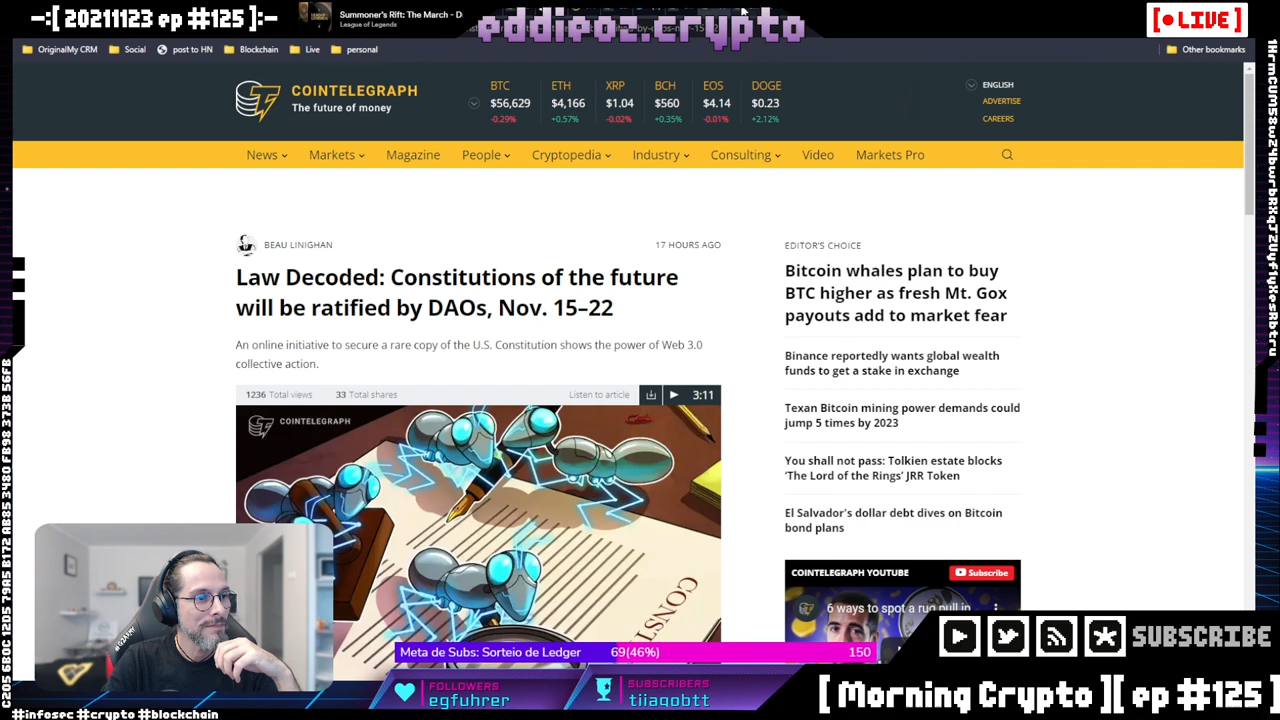 ~:[ 20211123 ep #125 ]:~
Summoner's Rift: The March - D
League of Legends
eddieoz.crypto
[●LIVE]
OriginalMy CRM
Social
post to HN
Blockchain
Live
personal
Other bookmarks
COINTELEGRAPH
The future of money
BTC ETH XRP BCH EOS DOGE
$56,629 $4,166 $1.04 $560 $4.14 $0.23
-0.29% +0.57% -0.02% +0.35% -0.01% +2.12%
ENGLISH
ADVERTISE
CAREERS
News Markets Magazine People Cryptopedia Industry Consulting Video Markets Pro
BEAU LINIGHAN
17 HOURS AGO
Law Decoded: Constitutions of the future
will be ratified by DAOs, Nov. 15–22
An online initiative to secure a rare copy of the U.S. Constitution shows the power of Web 3.0
collective action.
1236 Total views
33 Total shares
Listen to article
3:11
COINTELEGRAPH
CONST
EDITOR'S CHOICE
Bitcoin whales plan to buy
BTC higher as fresh Mt. Gox
payouts add to market fear
Binance reportedly wants global wealth
funds to get a stake in exchange
Texan Bitcoin mining power demands could
jump 5 times by 2023
You shall not pass: Tolkien estate blocks
'The Lord of the Rings' JRR Token
El Salvador's dollar debt dives on Bitcoin
bond plans
COINTELEGRAPH YOUTUBE
Subscribe
6 ways to spot a rug pull in
SUBSCRIBE
Meta de Subs: Sorteio de Ledger
69(46%)
150
FOLLOWERS
egfuhrer
SUBSCRIBERS
tiiagobtt
[ Morning Crypto ][ ep #125 ]
#infosec #crypto #blockchain
CE05 5B0C 12D5 79A5 B172 AB35 3480 FB98 373B 56FB